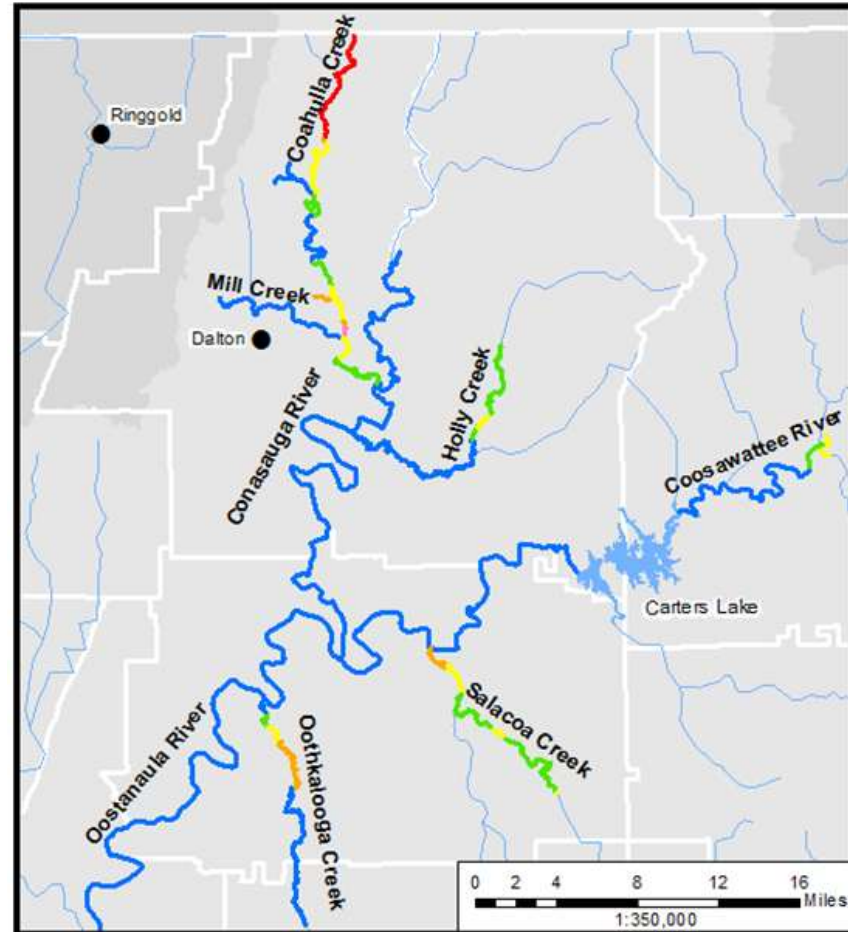 Ringgold
Coahulla Creek
Mill Creek
Dalton
Conasauga River
Holly Creek
Coosawattee River
Carters Lake
Salacoa Creek
Oostanaula River
Oothkalooga Creek
0 2 4 8 12 16
Miles
1:350,000